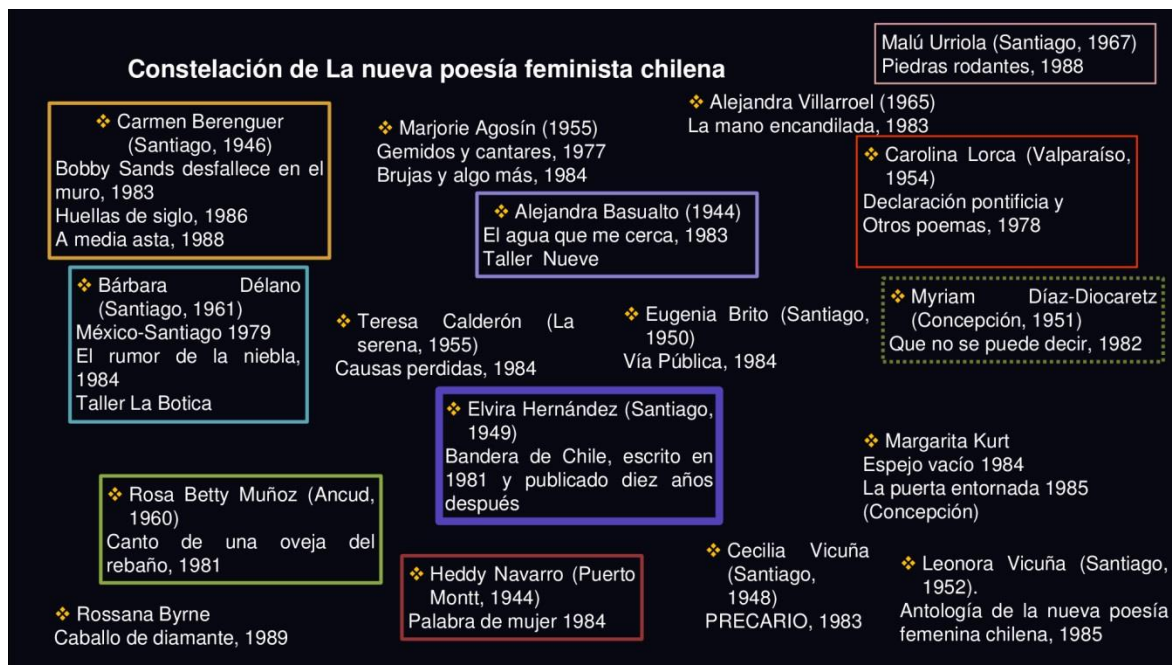 Constelación de La nueva poesía feminista chilena
Malú Urriola (Santiago, 1967)
Piedras rodantes, 1988
❖ Carmen Berenguer
(Santiago, 1946)
Bobby Sands desfallece en el
muro, 1983
Huellas de siglo, 1986
A media asta, 1988
❖ Marjorie Agosín (1955)
Gemidos y cantares, 1977
Brujas y algo más, 1984
❖ Alejandra Villarroel (1965)
La mano encandilada, 1983
❖ Carolina Lorca (Valparaíso,
1954)
Declaración pontificia y
Otros poemas, 1978
❖ Alejandra Basualto (1944)
El agua que me cerca, 1983
Taller Nueve
❖ Bárbara Délano
(Santiago, 1961)
México-Santiago 1979
El rumor de la niebla,
1984
Taller La Botica
❖ Teresa Calderón (La
serena, 1955)
Causas perdidas, 1984
❖ Eugenia Brito (Santiago,
1950)
Vía Pública, 1984
❖ Myriam Díaz-Diocaretz
(Concepción, 1951)
Que no se puede decir, 1982
❖ Elvira Hernández (Santiago,
1949)
Bandera de Chile, escrito en
1981 y publicado diez años
después
❖ Margarita Kurt
Espejo vacío 1984
La puerta entornada 1985
(Concepción)
❖ Rosa Betty Muñoz (Ancud,
1960)
Canto de una oveja del
rebaño, 1981
❖ Heddy Navarro (Puerto
Montt, 1944)
Palabra de mujer 1984
❖ Cecilia Vicuña
(Santiago,
1948)
PRECARIO, 1983
❖ Leonora Vicuña (Santiago,
1952).
Antología de la nueva poesía
femenina chilena, 1985
❖ Rossana Byrne
Caballo de diamante, 1989